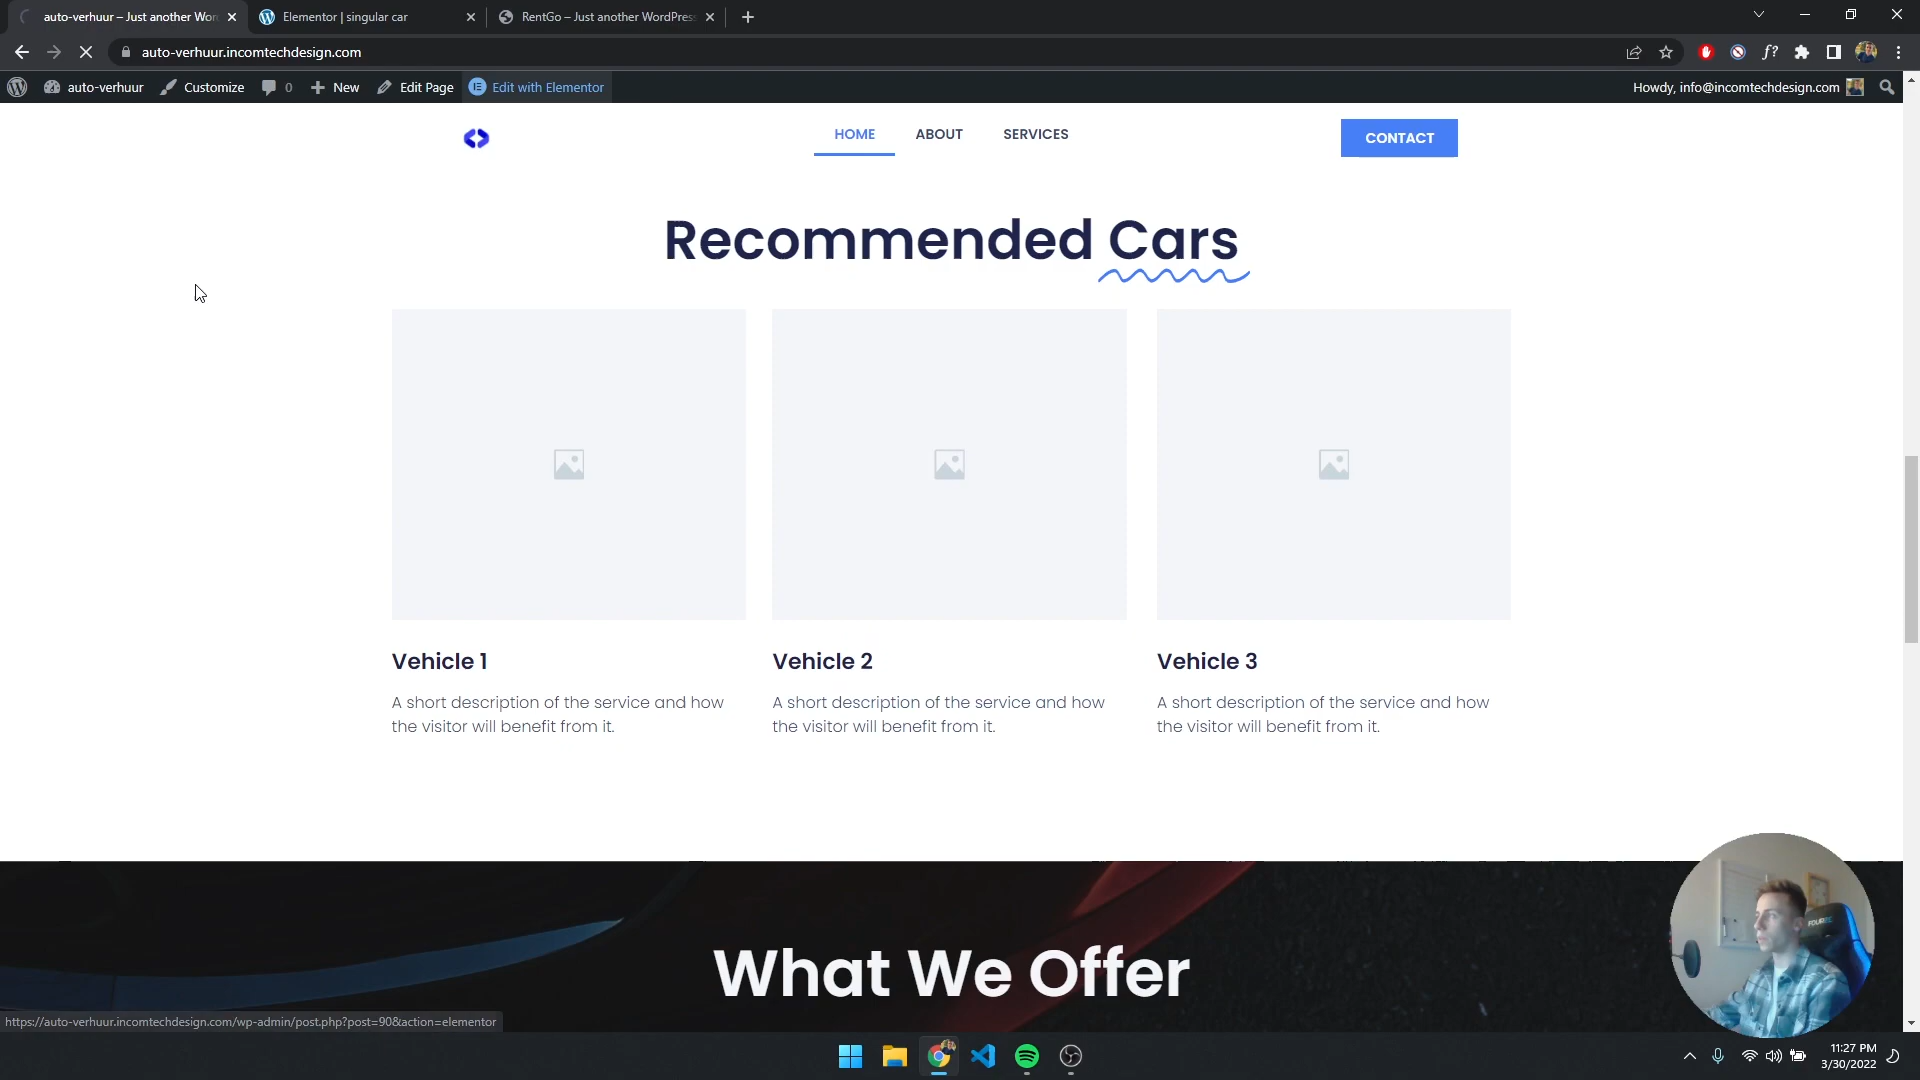 auto-verhuur – Just another Wor
Elementor | singular car
RentGo – Just another WordPress
auto-verhuur.incomtechdesign.com
f?
auto-verhuur
Customize
0
New
Edit Page
Edit with Elementor
Howdy, info@incomtechdesign.com
HOME
ABOUT
SERVICES
CONTACT
Recommended Cars
Vehicle 1
A short description of the service and how
the visitor will benefit from it.
Vehicle 2
A short description of the service and how
the visitor will benefit from it.
Vehicle 3
A short description of the service and how
the visitor will benefit from it.
What We Offer
https://auto-verhuur.incomtechdesign.com/wp-admin/post.php?post=90&action=elementor
11:27 PM
3/30/2022